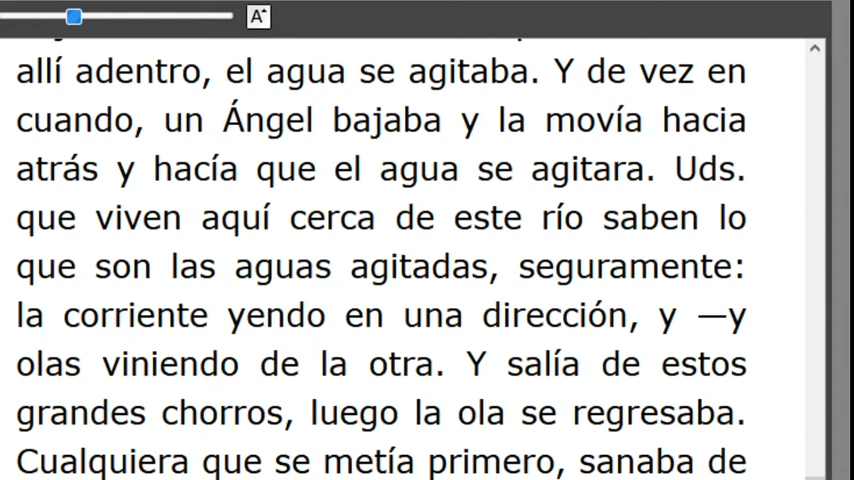 A
allí adentro, el agua se agitaba. Y de vez en
cuando, un Ángel bajaba y la movía hacia
atrás y hacía que el agua se agitara. Uds.
que viven aquí cerca de este río saben lo
que son las aguas agitadas, seguramente:
la corriente yendo en una dirección, y —y
olas viniendo de la otra. Y salía de estos
grandes chorros, luego la ola se regresaba.
Cualquiera que se metía primero, sanaba de